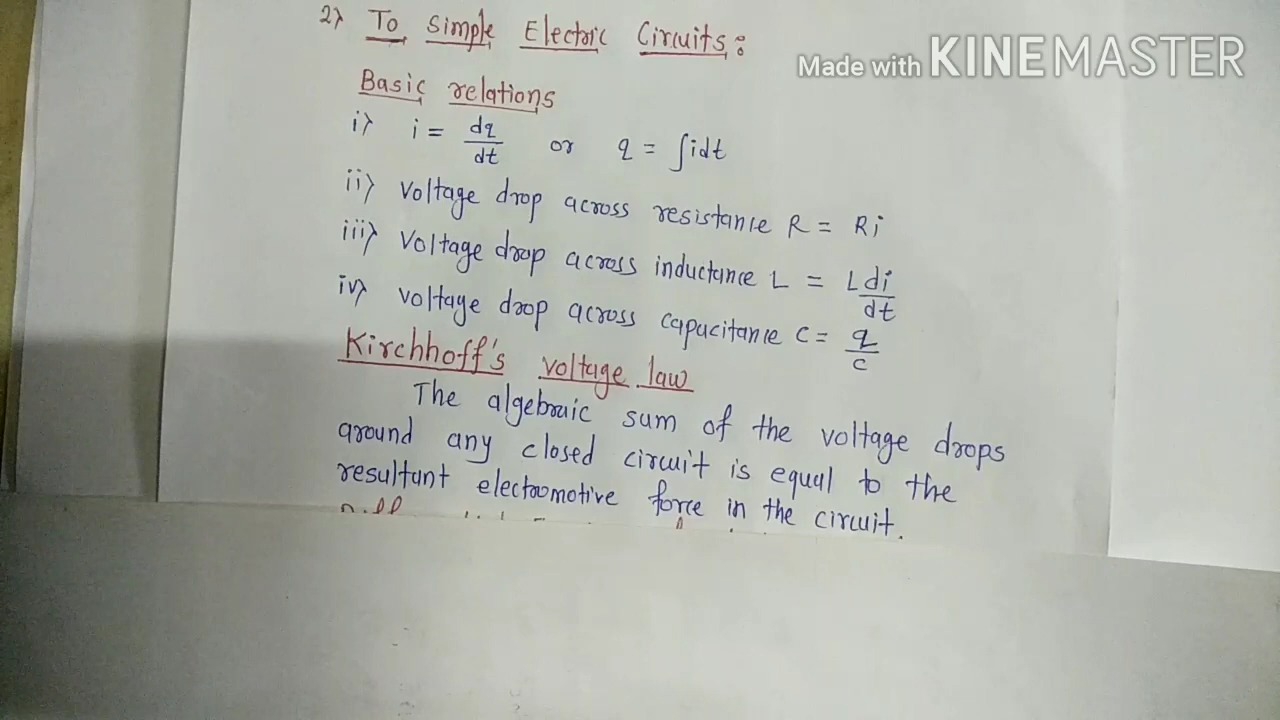 2) To Simple Electric Circuits:
Made with KINEMASTER
Basic relations
i) i = dq/dt or q = ∫idt
ii) voltage drop across resistance R = Ri
iii) voltage drop across inductance L = L di/dt
iv) voltage drop across capacitance C = q/c
Kirchhoff's voltage law
The algebraic sum of the voltage drops
around any closed circuit is equal to the
resultant electromotive force in the circuit.